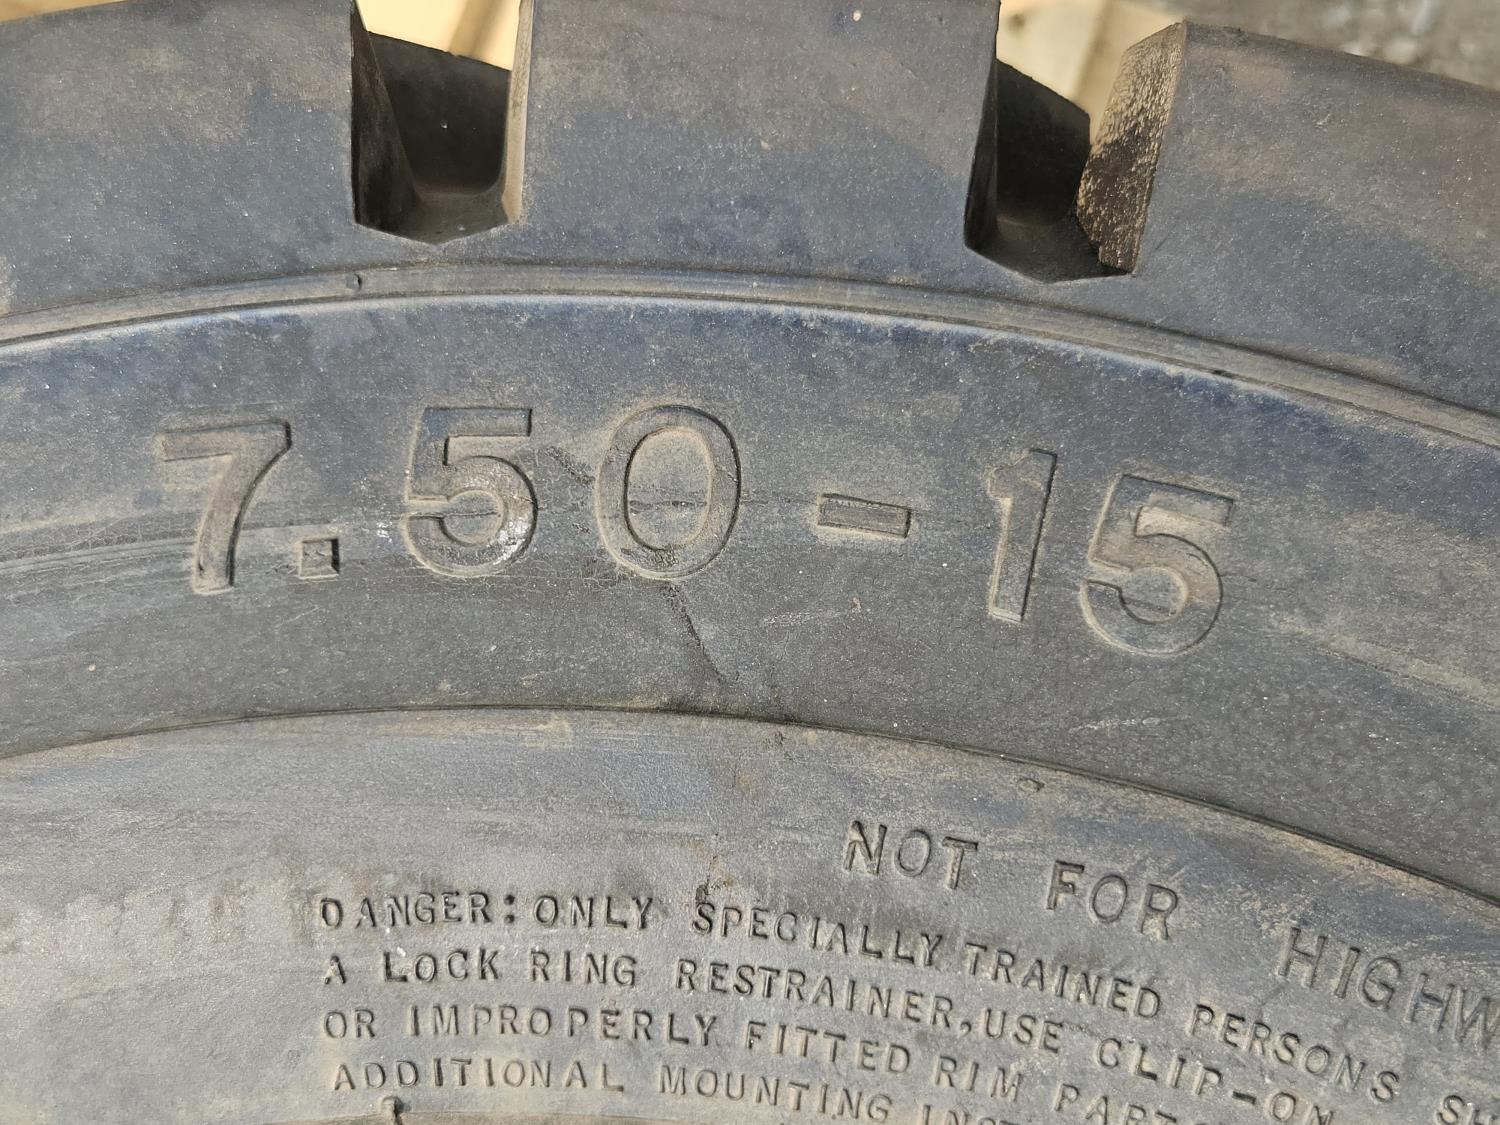 7.50-15
NOT FOR
DANGER: ONLY SPECIALLY TRAINED PERSONS
A LOCK RING RESTRAINER, USE CLIP-ON
OR IMPROPERLY FITTED RIM
ADDITIONAL MOUNTING